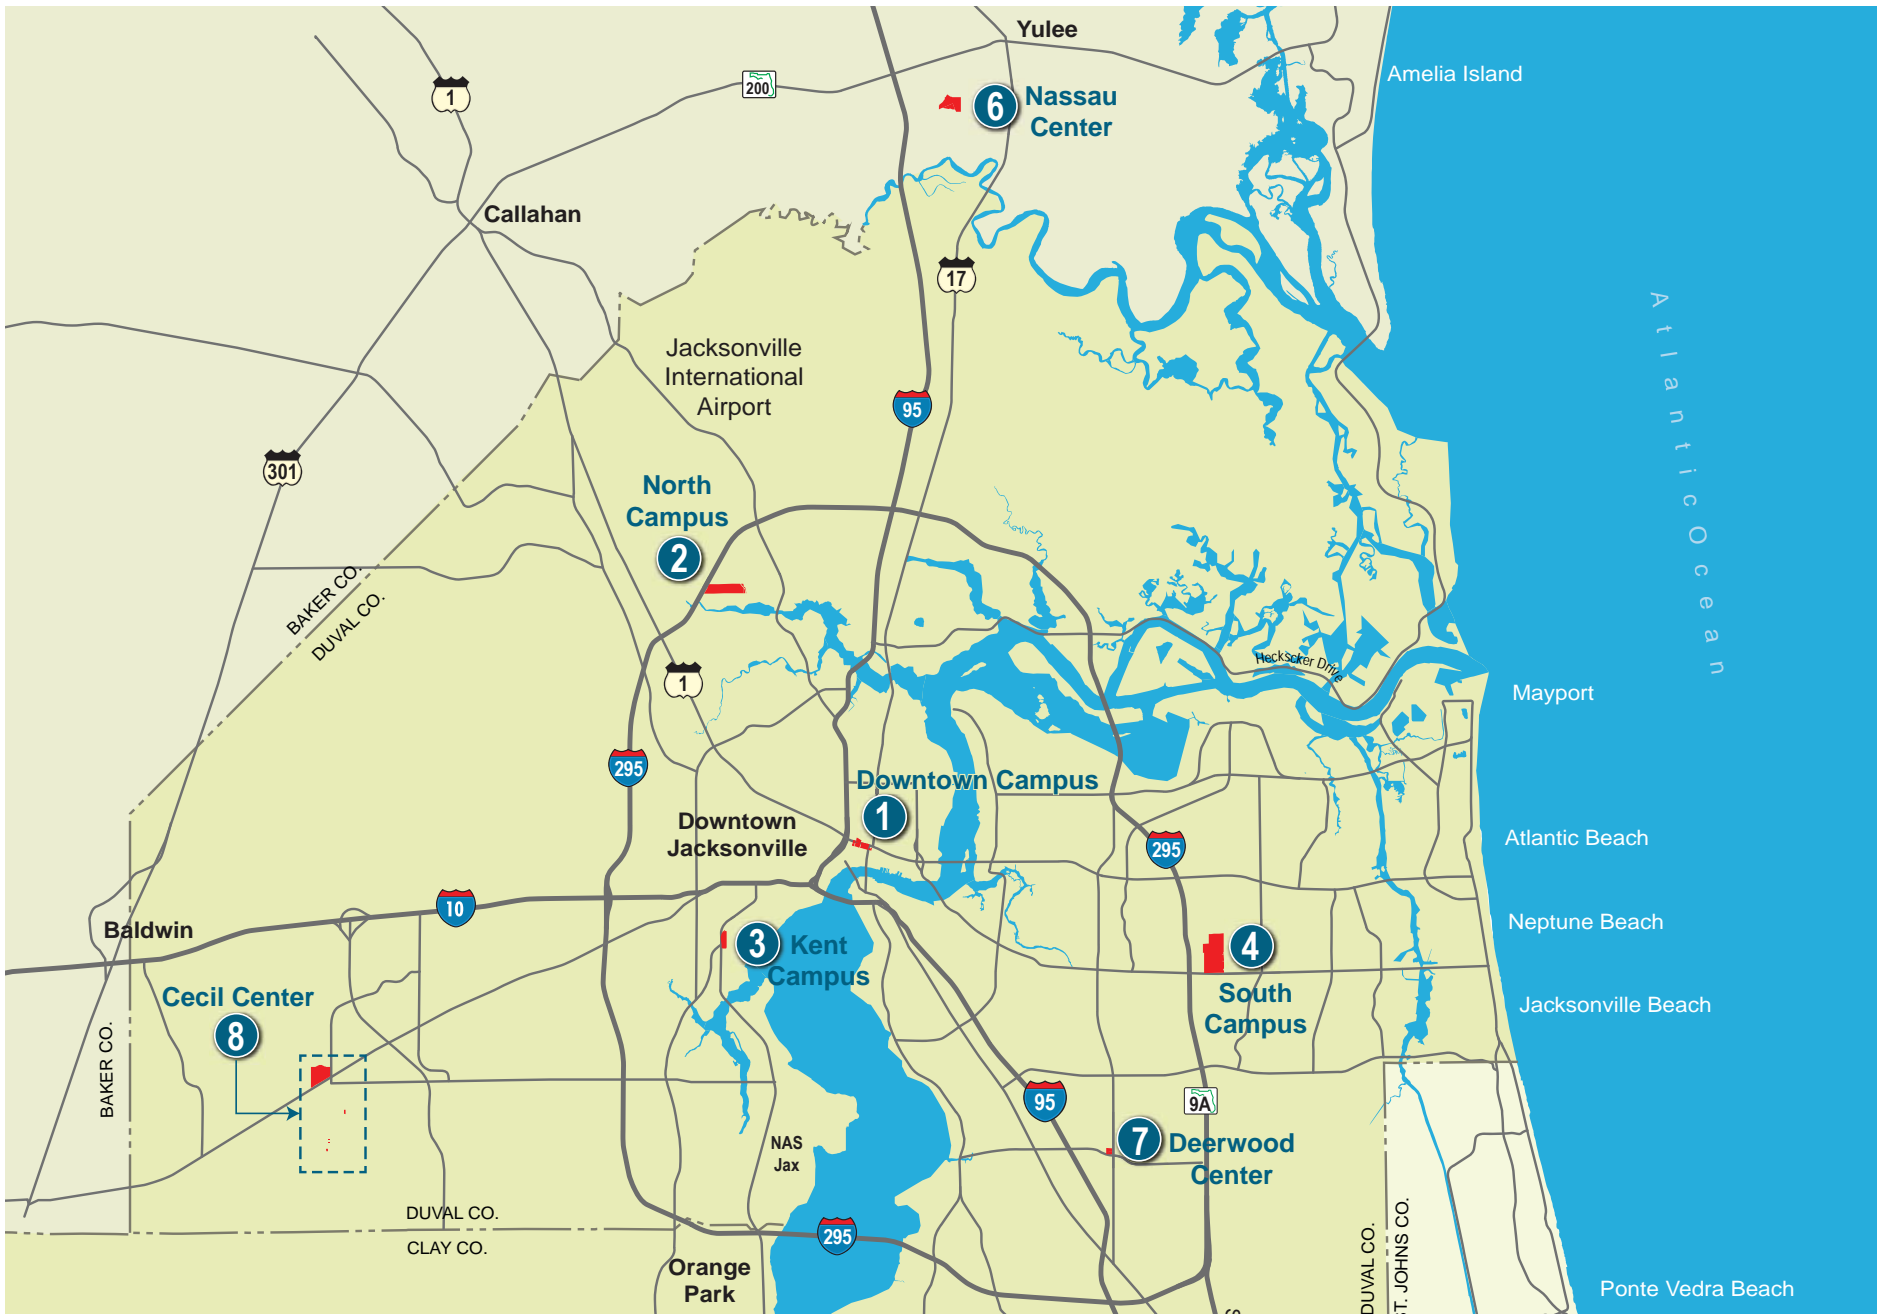 Yulee
Amelia Island
1
200
6
Nassau
Center
Callahan
17
Atlantic Ocean
Jacksonville
International
Airport
95
301
North
Campus
2
BAKER CO.
DUVAL CO.
Heckscker Drive
1
Mayport
295
Downtown Campus
1
Downtown
Jacksonville
295
Atlantic Beach
10
Baldwin
Neptune Beach
3
Kent
Campus
4
South
Campus
Cecil Center
8
Jacksonville Beach
BAKER CO.
95
9A
NAS
Jax
7
Deerwood
Center
DUVAL CO.
CLAY CO.
295
Orange
Park
DUVAL CO.
ST. JOHNS CO.
Ponte Vedra Beach